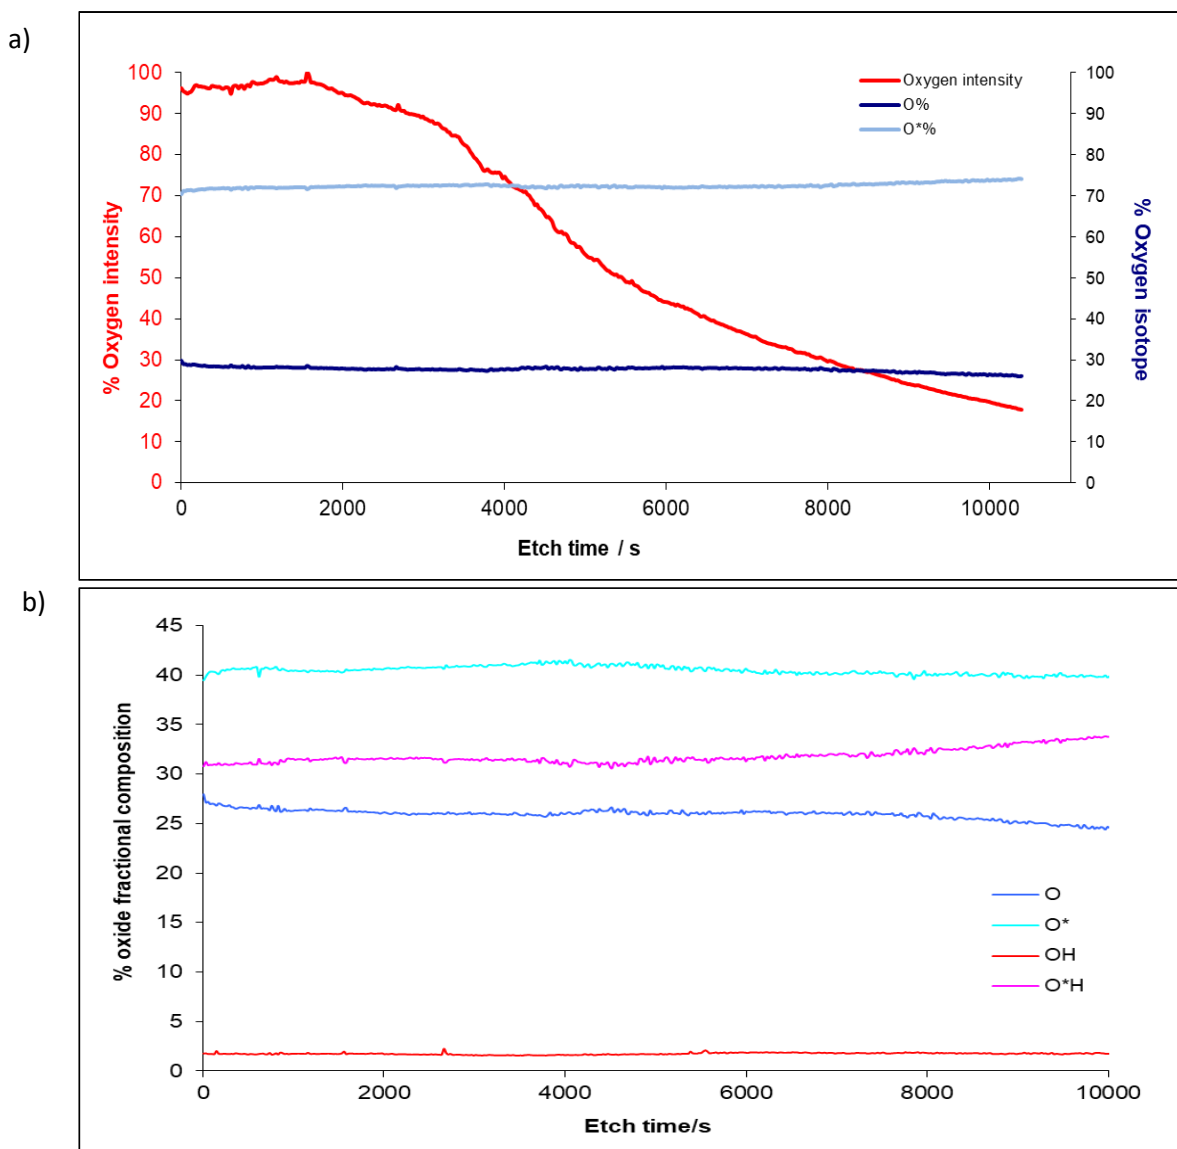 a)
100
90
80
70
60
50
40
30
20
10
0
% Oxygen intensity
Oxygen intensity
O%
O*%
100
90
80
70
60
50
40
30
20
10
0
% Oxygen isotope
0 2000 4000 6000 8000 10000
Etch time / s
b)
45
40
35
30
25
20
15
10
5
0
% oxide fractional composition
O
O*
OH
O*H
0 2000 4000 6000 8000 10000
Etch time/s